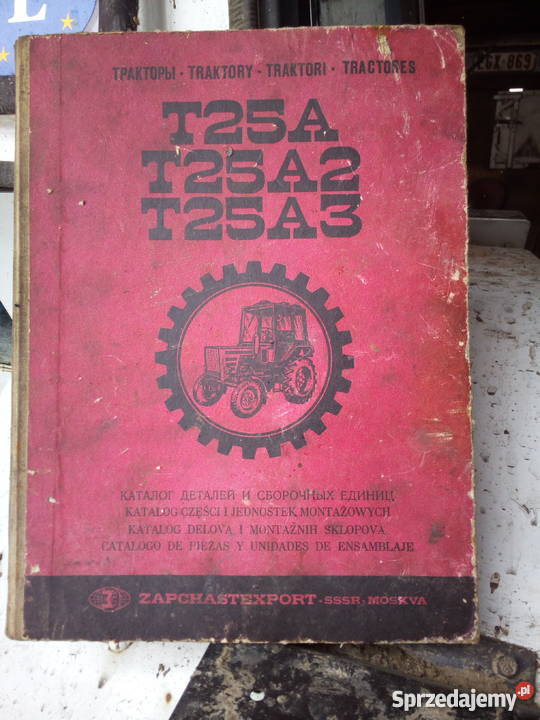 ТРАКТОРЫ · TRAKTORY · TRAKTORI · TRACTORES
T25A
T25A2
T25A3
КАТАЛОГ ДЕТАЛЕЙ И СБОРОЧНЫХ ЕДИНИЦ
KATALOG CZĘŚCI I JEDNOSTEK MONTAŻOWYCH
KATALOG DELOVA I MONTAŽNIH SKLOPOVA
CATALOGO DE PIEZAS Y UNIDADES DE ENSAMBLAJE
ZAPCHASTEXPORT · SSSR · MOSKVA
Sprzedajemy.pl